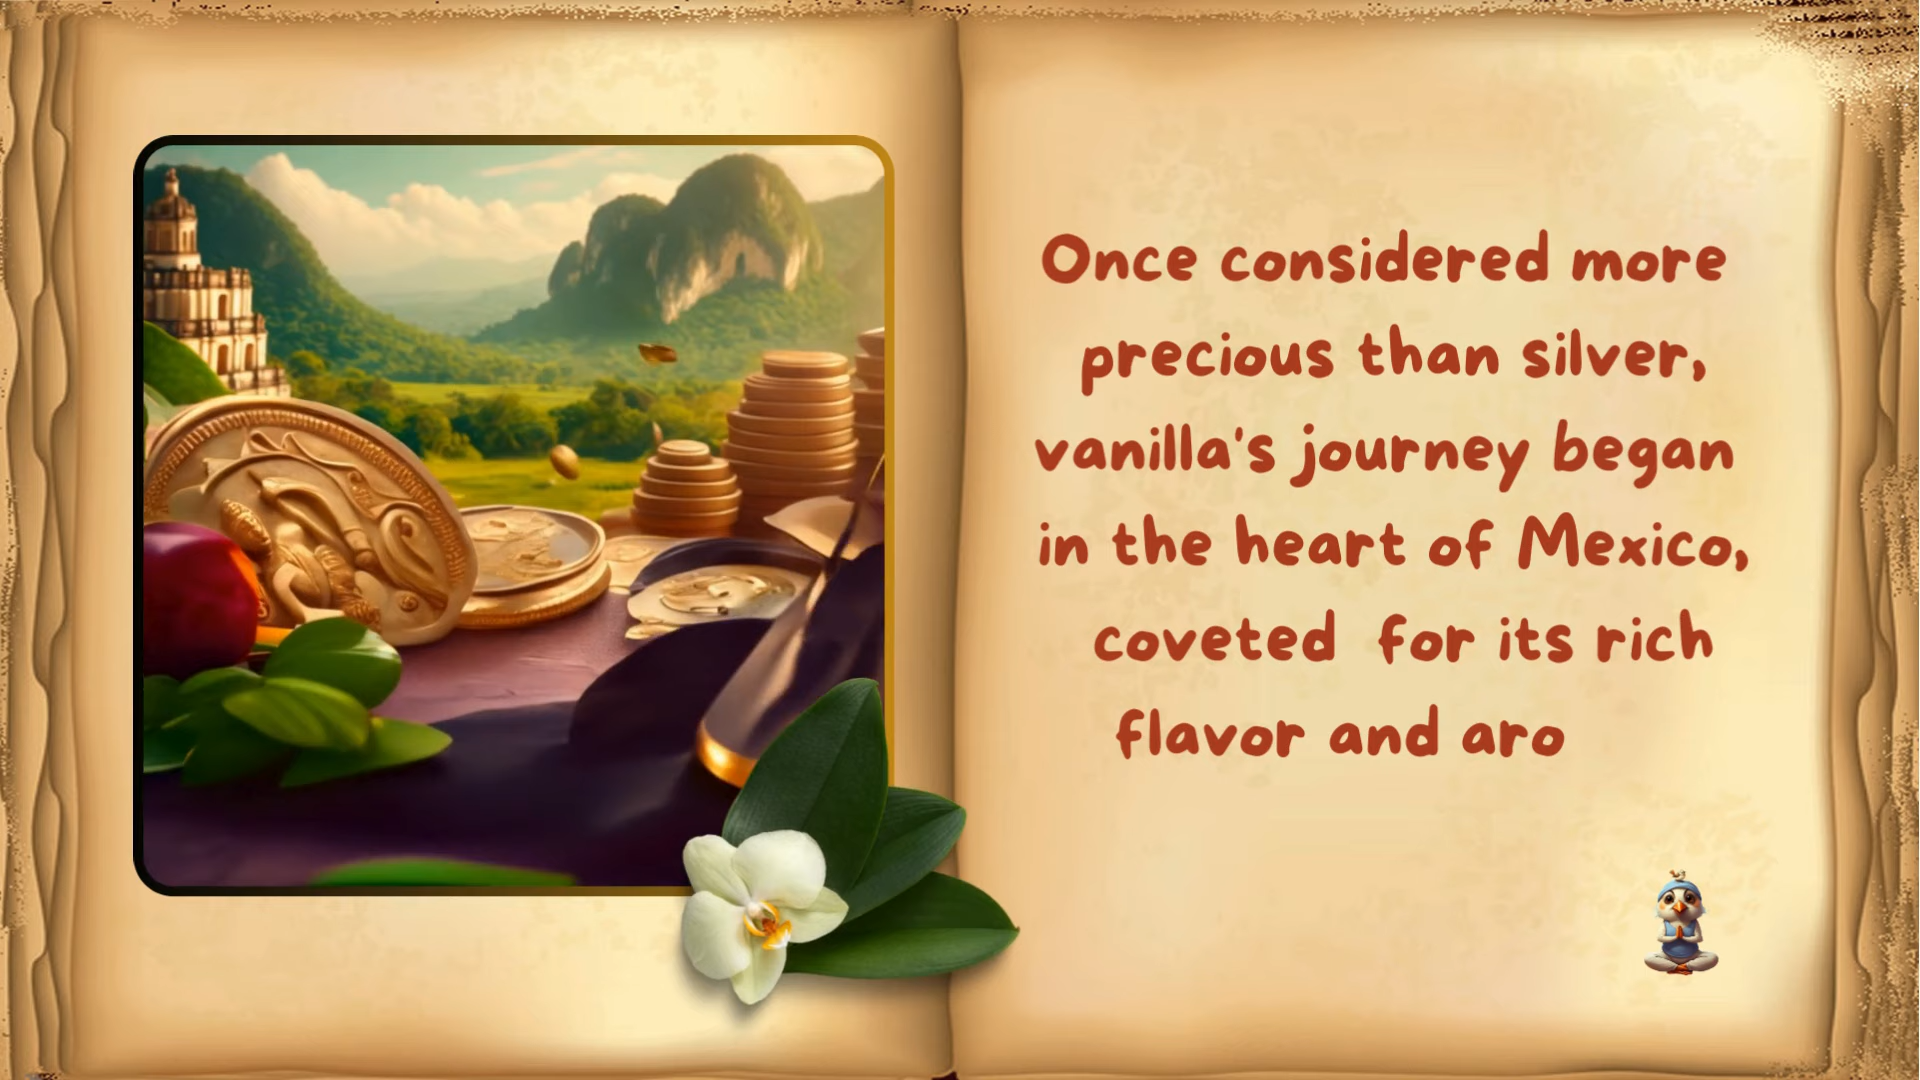 Once considered more
precious than silver,
vanilla's journey began
in the heart of Mexico,
coveted for its rich
flavor and aro